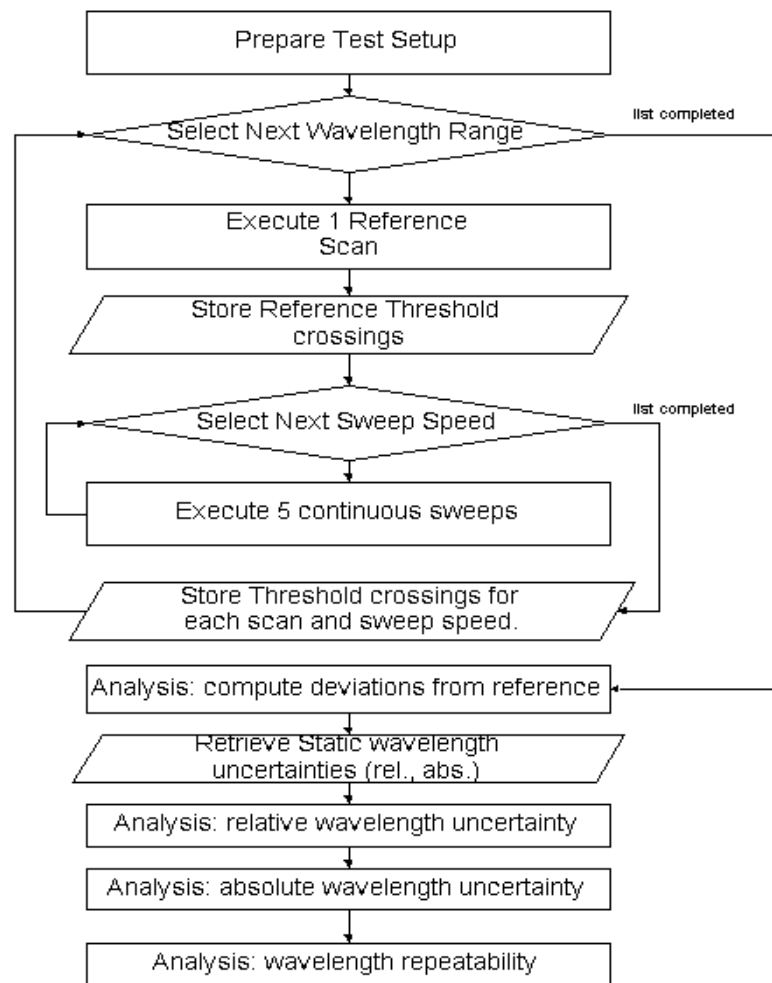 Prepare Test Setup
list completed
Select Next Wavelength Range
Execute 1 Reference
Scan
Store Reference Threshold
crossings
list completed
Select Next Sweep Speed
Execute 5 continuous sweeps
Store Threshold crossings for
each scan and sweep speed.
Analysis: compute deviations from reference
Retrieve Static wavelength
uncertainties (rel., abs.)
Analysis: relative wavelength uncertainty
Analysis: absolute wavelength uncertainty
Analysis: wavelength repeatability